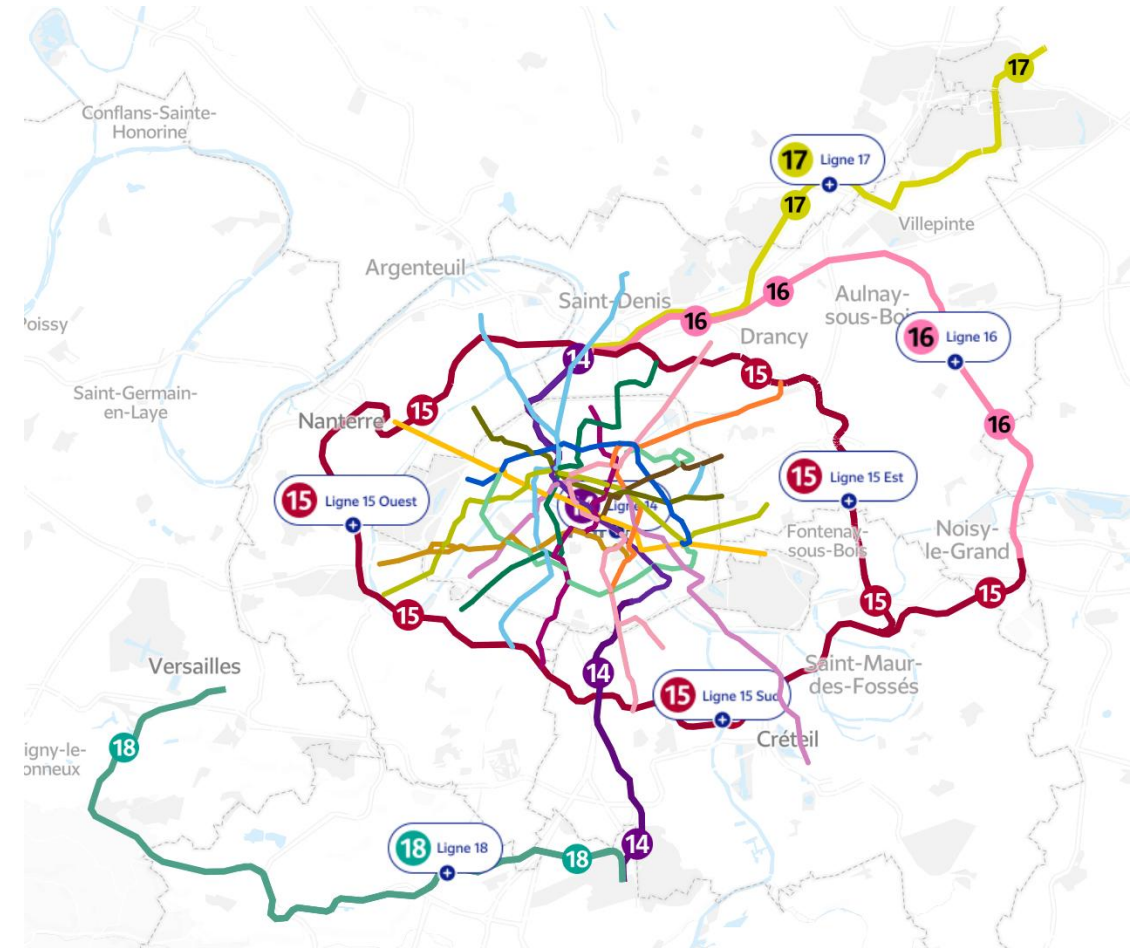 17
Conflans-Sainte-
Honorine
17
Ligne 17
17
Villepinte
Argenteuil
16
Saint-Denis
Aulnay-
16
Poissy
16
Ligne 16
Drancy
14
15
Saint-Germain-
en-Laye
15
Nanterre
16
15
Ligne 15 Est
15
Ligne 15 Ouest
Ligne 14
Fontenay-
sous-Bois
Noisy-
le-Grand
15
15
15
14
Versailles
Saint-Maur-
des-Fossés
15
Ligne 15 Sud
Créteil
18
igny-le-
onneux
14
18
Ligne 18
18